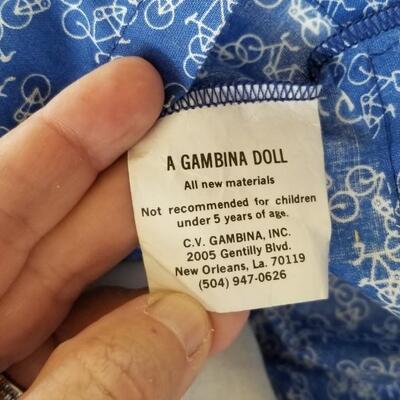 A GAMBINA DOLL
All new materials
Not recommended for children
under 5 years of age.
C.V. GAMBINA, INC.
2005 Gentilly Blvd.
New Orleans, La. 70119
(504) 947-0626